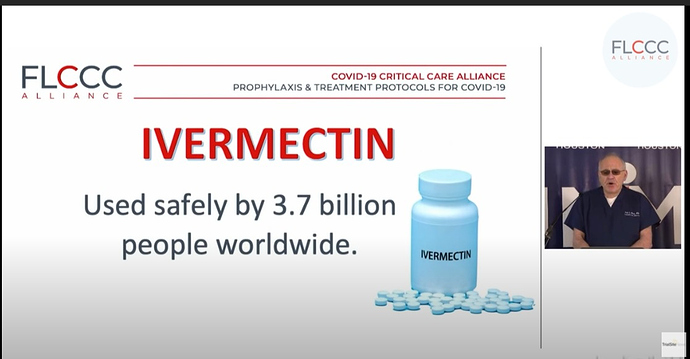 FLCCC
ALLIANCE
COVID-19 CRITICAL CARE ALLIANCE
PROPHYLAXIS & TREATMENT PROTOCOLS FOR COVID-19
IVERMECTIN
Used safely by 3.7 billion
people worldwide.
IVERMECTIN
FLCCC
ALLIANCE
HOUSTON
HOUSTON